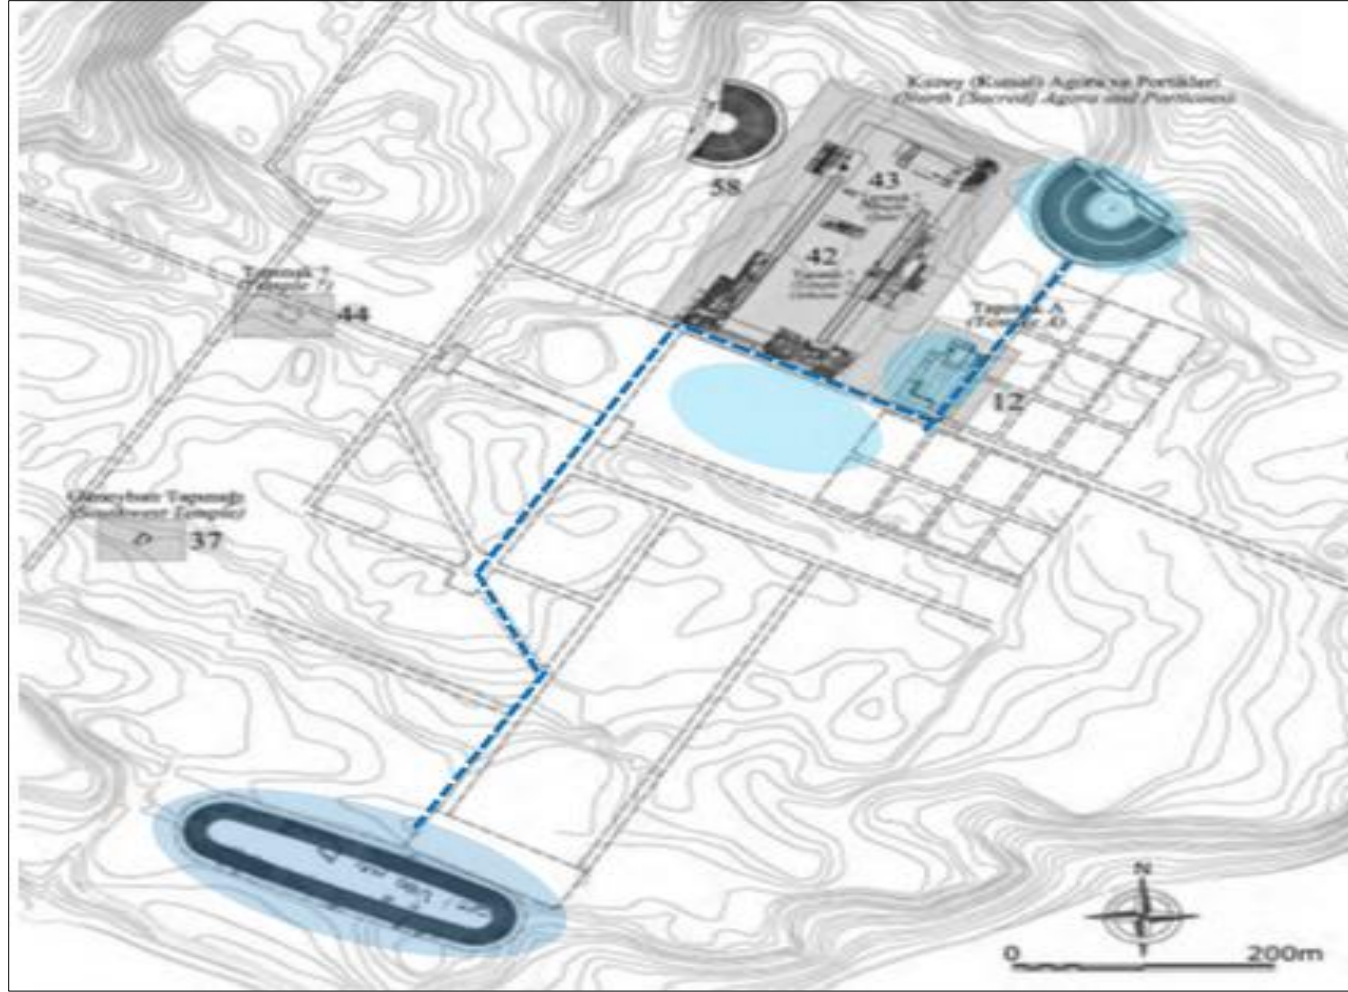 Kuzey (Kutsal) Agora ve Portikleri
(North [Sacred] Agora and Porticoes)
58
43
42
Tapınak A
(Temple A)
12
Tapınak ?
(Temple ?)
44
Güneybatı Tapınağı
(Southwest Temple)
37
N
0 200m